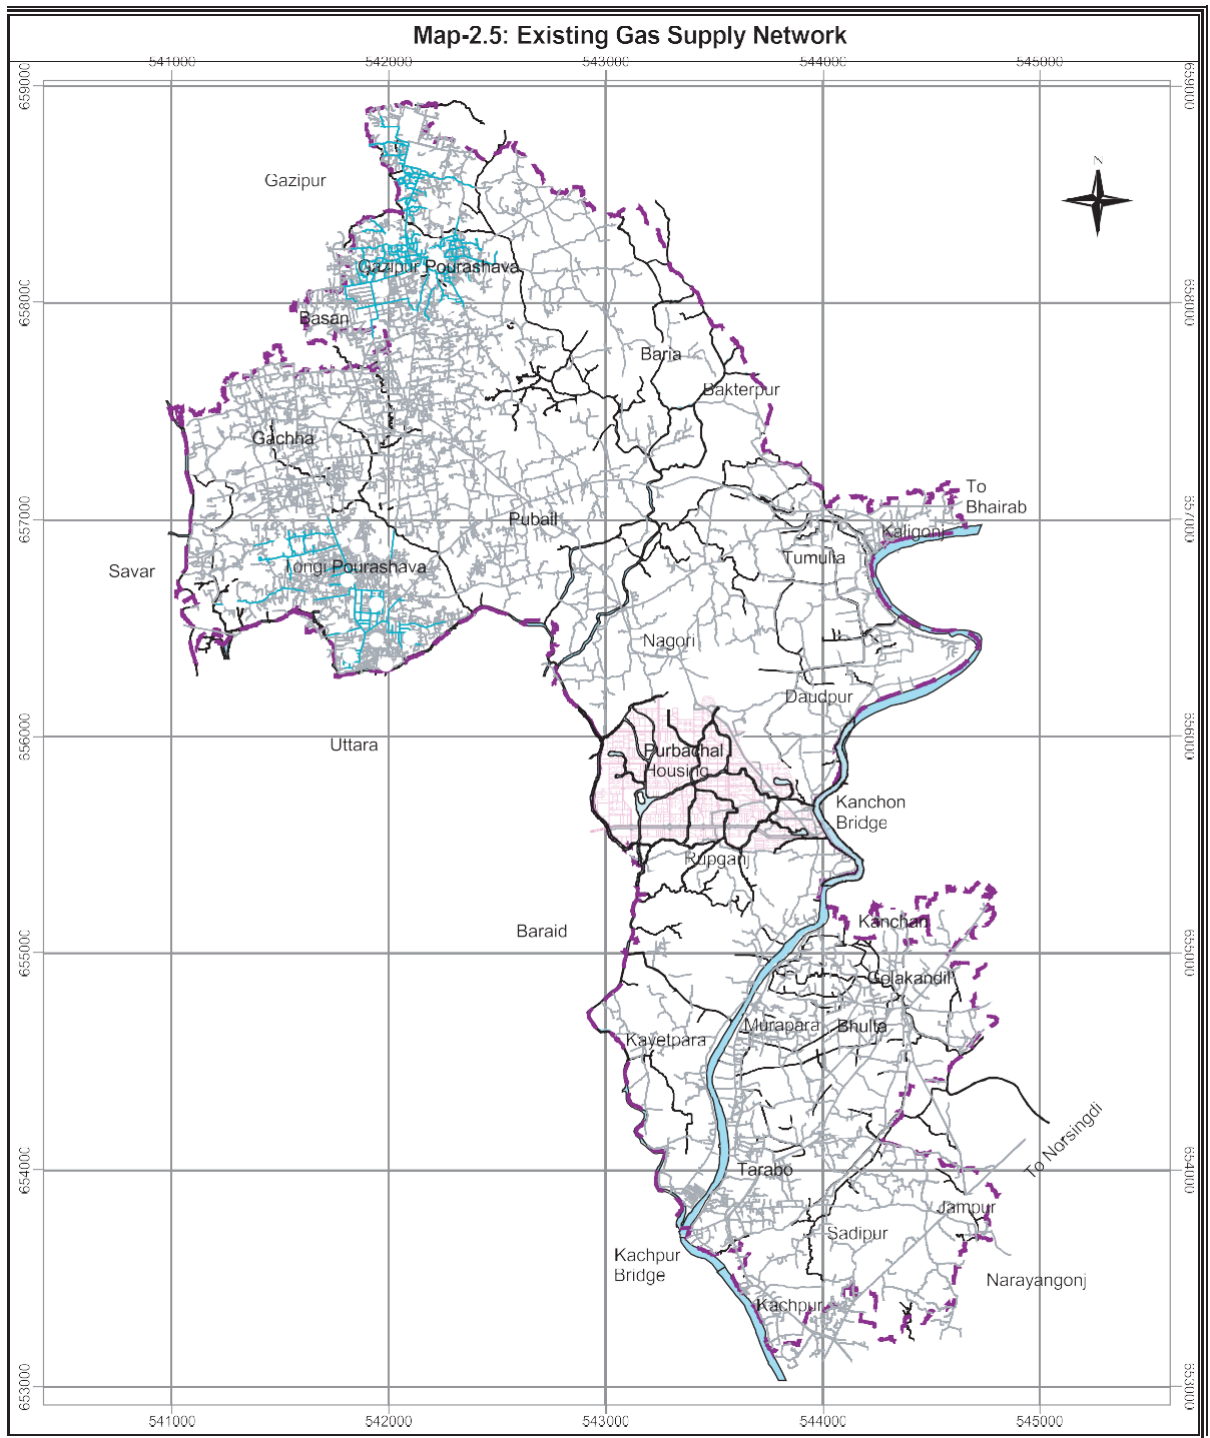 Map-2.5: Existing Gas Supply Network
541000 542000 543000 544000 545000
659000 659000
N
Gazipur
Gazipur Pourashava
658000 658000
Basan
Baria
Bakterpur
Gachha
To
Bhairab
657000 657000
Pubail
Kaligonj
Tumulia
Savar
Tongi Pourashava
Nagori
Daudpur
656000 656000
Uttara
Purbachal
Housing
Kanchon
Bridge
Rupganj
Kanchan
Baraid
655000 655000
Golakandil
Murapara
Bhulta
Kayetpara
To Norsingdi
654000 654000
Tarabo
Jampur
Sadipur
Kachpur
Bridge
Narayangonj
Kachpur
653000 653000
541000 542000 543000 544000 545000